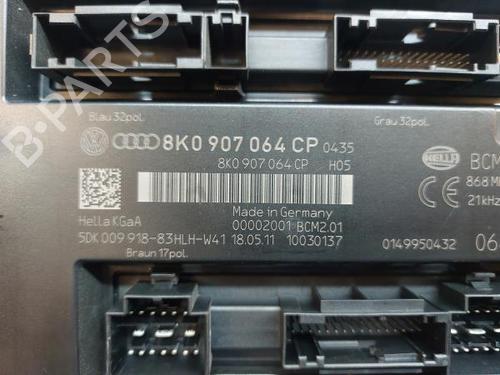 B-PARTS
Blau 32pol.
Grau 32pol.
8K0 907 064 CP 0435
8K0 907 064 CP H05
HELLA
BCM
868 M
21kHz
Made in Germany
Hella KGaA
00002001 BCM2.01
5DK 009 918-83HLH-W41 18.05.11 10030137
0149950432
06
Braun 17pol.